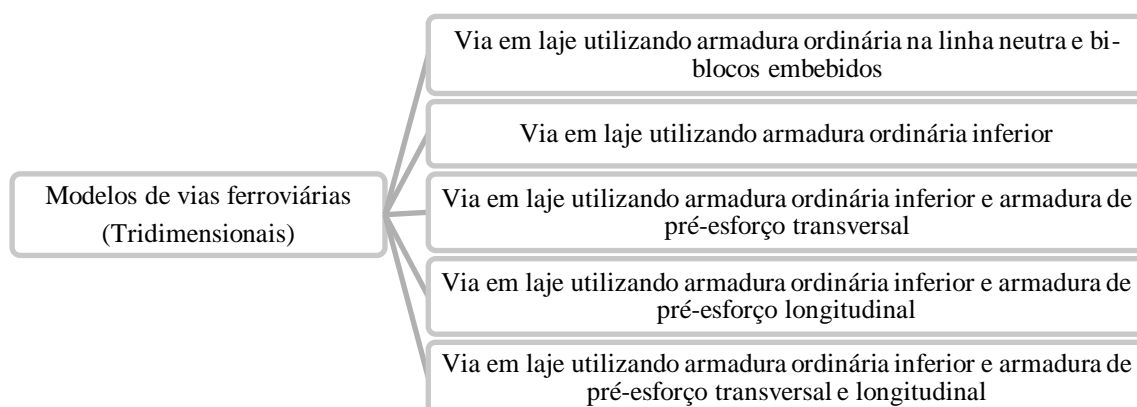 Via em laje utilizando armadura ordinária na linha neutra e bi-
blocos embebidos
Via em laje utilizando armadura ordinária inferior
Modelos de vias ferroviárias
(Tridimensionais)
Via em laje utilizando armadura ordinária inferior e armadura de
pré-esforço transversal
Via em laje utilizando armadura ordinária inferior e armadura de
pré-esforço longitudinal
Via em laje utilizando armadura ordinária inferior e armadura de
pré-esforço transversal e longitudinal